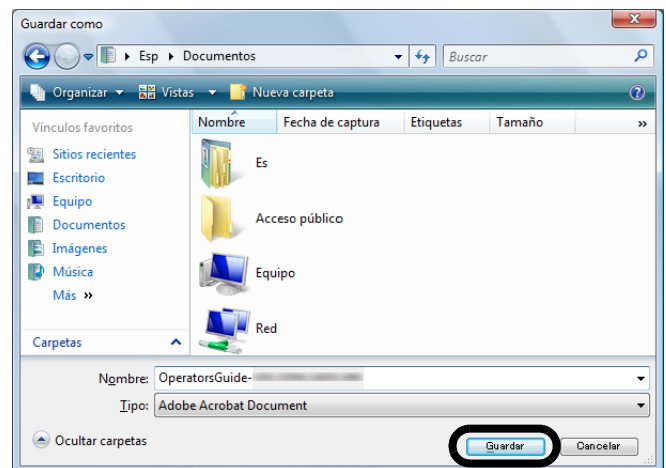 Guardar como
Esp Documentos
Buscar
Organizar Vistas Nueva carpeta
Vínculos favoritos
Sitios recientes
Escritorio
Equipo
Documentos
Imágenes
Música
Más »
Carpetas
Nombre Fecha de captura Etiquetas Tamaño »
Es
Acceso público
Equipo
Red
Nombre: OperatorsGuide-
Tipo: Adobe Acrobat Document
Ocultar carpetas
Guardar Cancelar